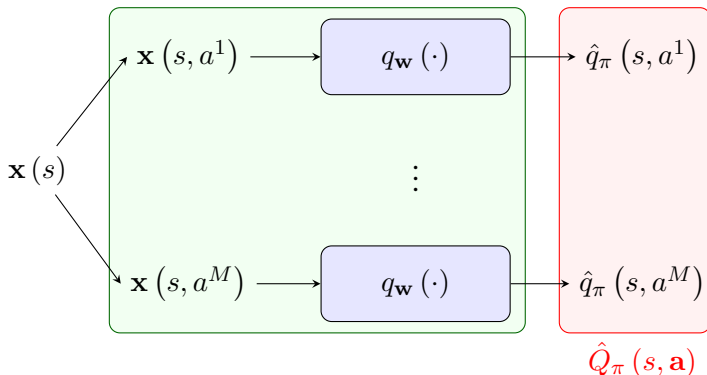 𝐱 (s, a¹) q_𝐰 (·) q̂_π (s, a¹)
𝐱 (s) ⋮
𝐱 (s, a^M) q_𝐰 (·) q̂_π (s, a^M)
Q̂_π (s, 𝐚)